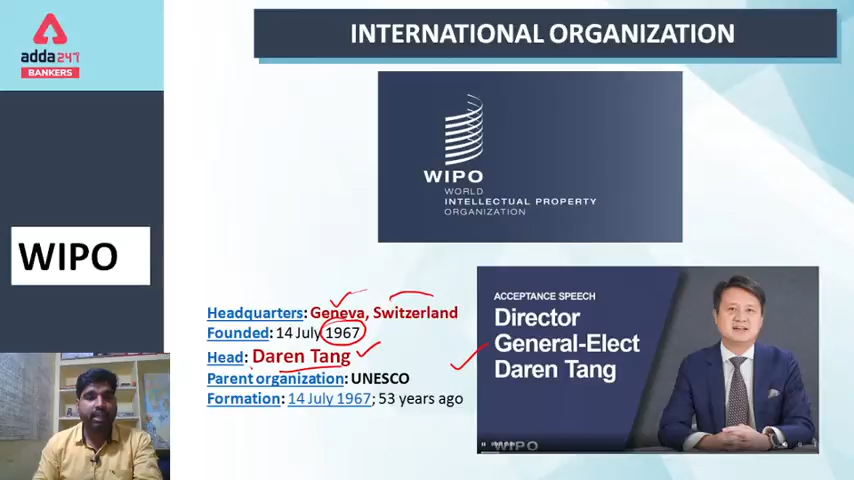 adda247
BANKERS
INTERNATIONAL ORGANIZATION
WIPO
WORLD
INTELLECTUAL PROPERTY
ORGANIZATION
WIPO
Headquarters: Geneva, Switzerland
Founded: 14 July 1967
Head: Daren Tang
Parent organization: UNESCO
Formation: 14 July 1967; 53 years ago
ACCEPTANCE SPEECH
Director
General-Elect
Daren Tang
WIPO